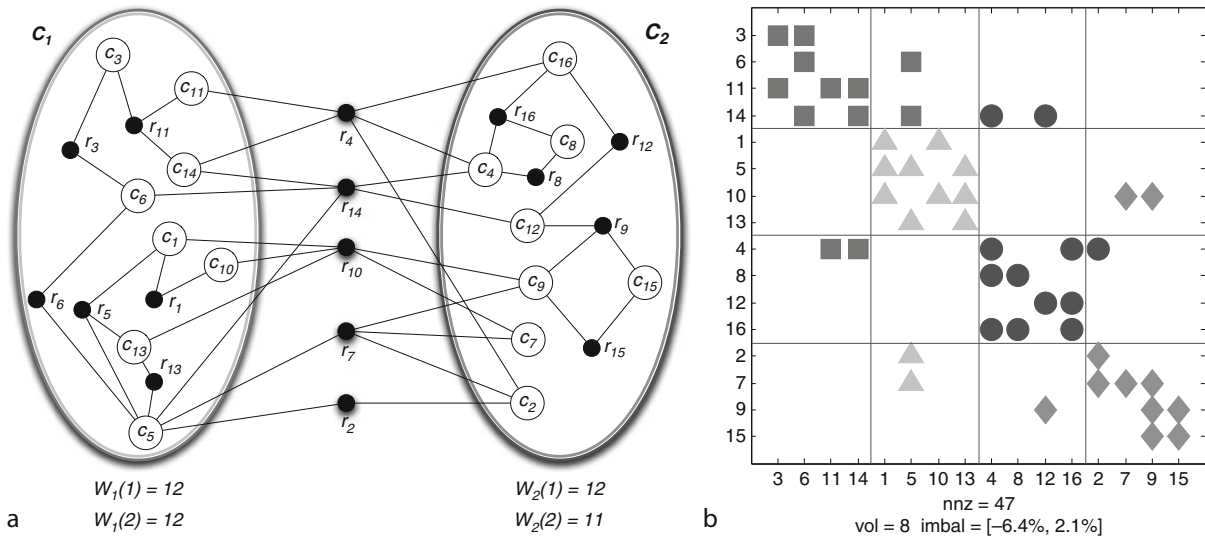 C₁
C₂
c₃
c₁₁
r₁₁
r₃
c₁₄
c₆
c₁
c₁₀
r₆
r₅
r₁
c₁₃
r₁₃
c₅
r₄
r₁₄
r₁₀
r₇
r₂
c₁₆
r₁₆
c₈
r₁₂
c₄
r₈
c₁₂
r₉
c₉
c₁₅
c₇
r₁₅
c₂
W₁(1) = 12
W₁(2) = 12
W₂(1) = 12
W₂(2) = 11
a
3
6
11
14
1
5
10
13
4
8
12
16
2
7
9
15
3 6 11 14 1 5 10 13 4 8 12 16 2 7 9 15
nnz = 47
vol = 8 imbal = [–6.4%, 2.1%]
b